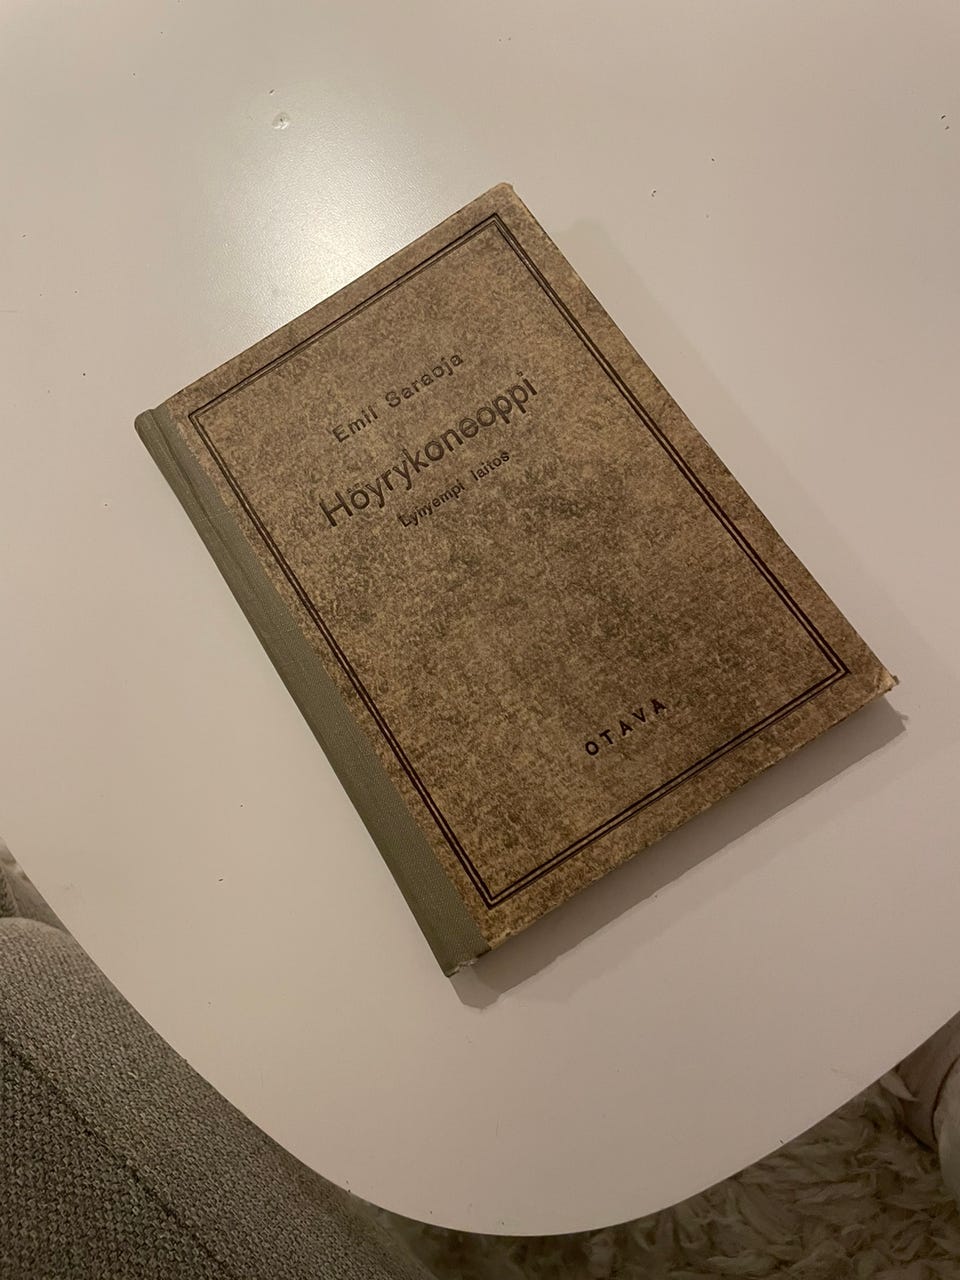 Emil Saraoja
Höyrykoneoppi
Lyhyempi laitos
OTAVA